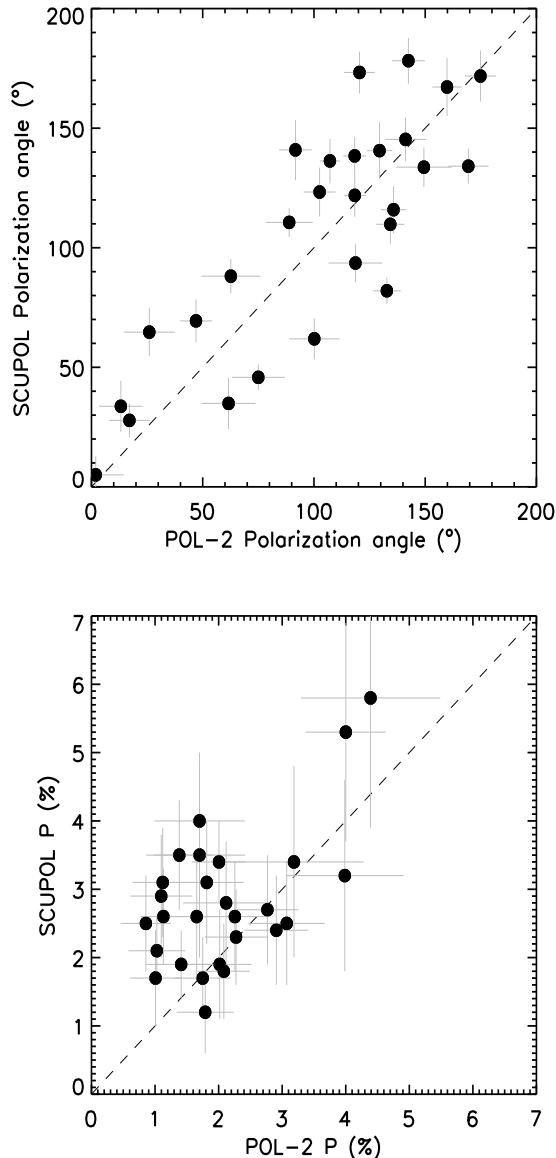 200
150
100
50
0
SCUPOL Polarization angle (°)
0 50 100 150 200
POL-2 Polarization angle (°)
7
6
5
4
3
2
1
0
SCUPOL P (%)
0 1 2 3 4 5 6 7
POL-2 P (%)